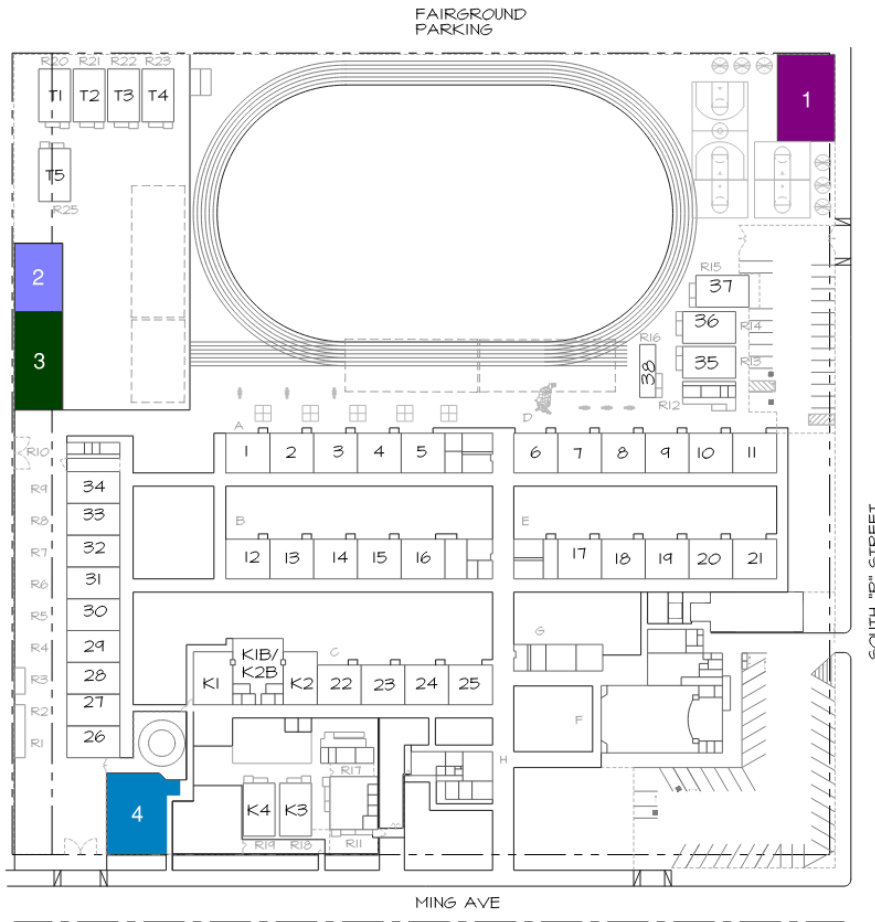 FAIRGROUND
PARKING
R20 R21 R22 R23
T1 T2 T3 T4
1
T5
R25
2
R15
37
36 R14
3
R16
38
35 R13
R12
D
A
R10
1 2 3 4 5
6 7 8 9 10 11
R9 34
R8 33
B
E
R7 32
12 13 14 15 16
17 18 19 20 21
R6 31
R5 30
R4 29
G
C
K1B/
K2B
R3 28
K1 K2 22 23 24 25
R2 27
F
R1 26
H
R17
4
K4 K3
R19 R18 R11
SOUTH "P" STREET
MING AVE